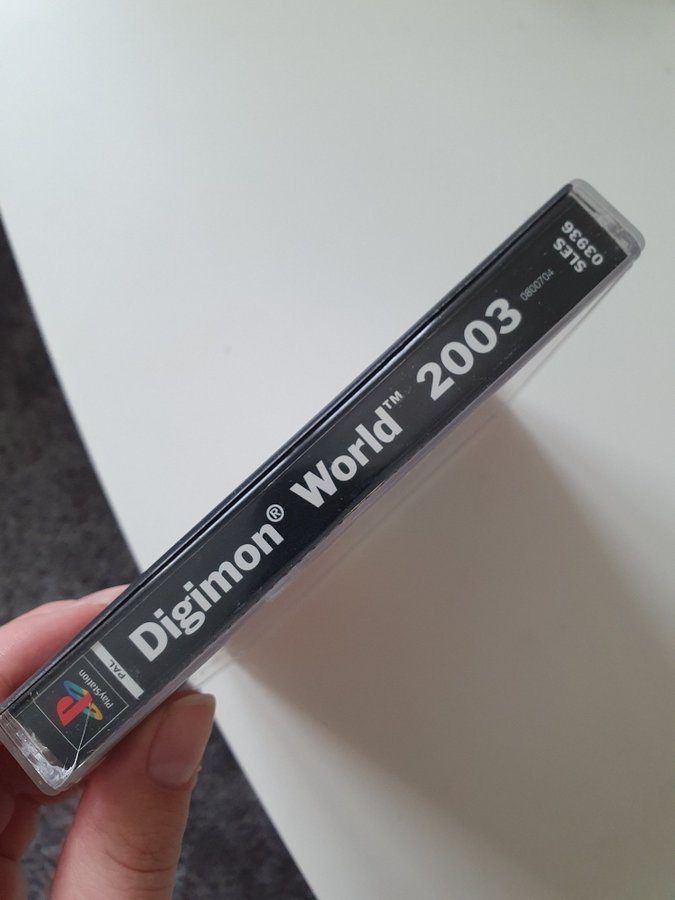 PlayStation
PAL
Digimon® World™ 2003
0800704
SLES
03936